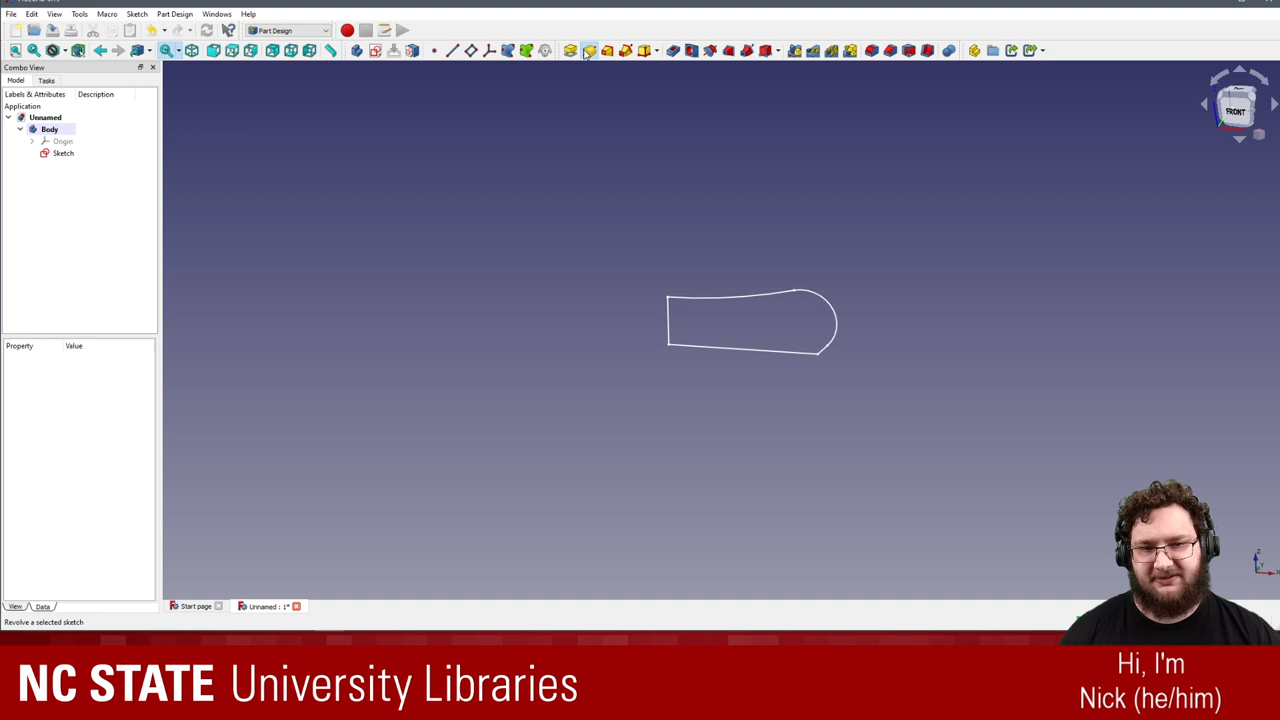 File Edit View Tools Macro Sketch Part Design Windows Help
Part Design
Combo View
Model Tasks
Labels & Attributes Description
Application
Unnamed
Body
Origin
Sketch
FRONT
Property Value
View Data
Start page Unnamed : 1*
Revolve a selected sketch
NC STATE University Libraries
Hi, I'm
Nick (he/him)